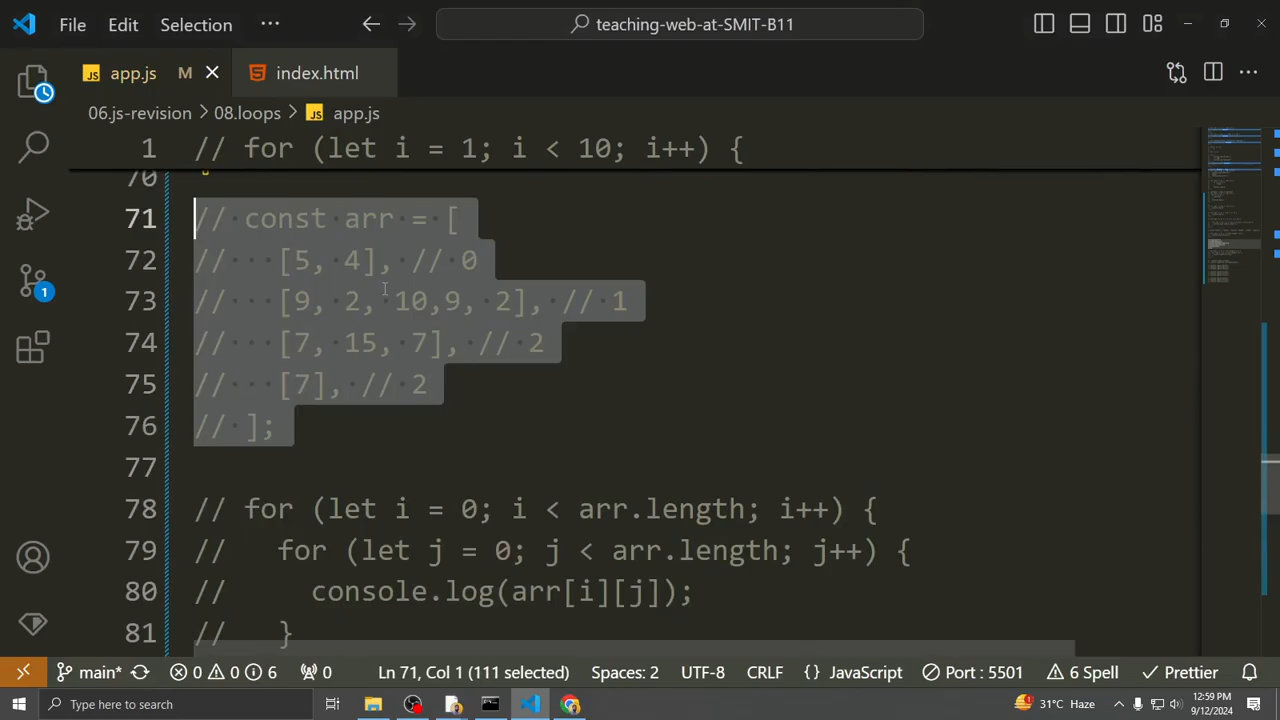 File Edit Selection ··· teaching-web-at-SMIT-B11
JS app.js M index.html
06.js-revision > 08.loops > JS app.js
1 // for (let i = 1; i < 10; i++) {
70
71 // const arr = [
72 // [5, 4], // 0
73 // [9, 2, 10,9, 2], // 1
74 // [7, 15, 7], // 2
75 // [7], // 2
76 // ];
77
78 // for (let i = 0; i < arr.length; i++) {
79 // for (let j = 0; j < arr.length; j++) {
80 // console.log(arr[i][j]);
81 // }
1
main* 0 0 6 0 Ln 71, Col 1 (111 selected) Spaces: 2 UTF-8 CRLF {} JavaScript Port : 5501 6 Spell Prettier
Type here to search 31°C Haze 12:59 PM
9/12/2024